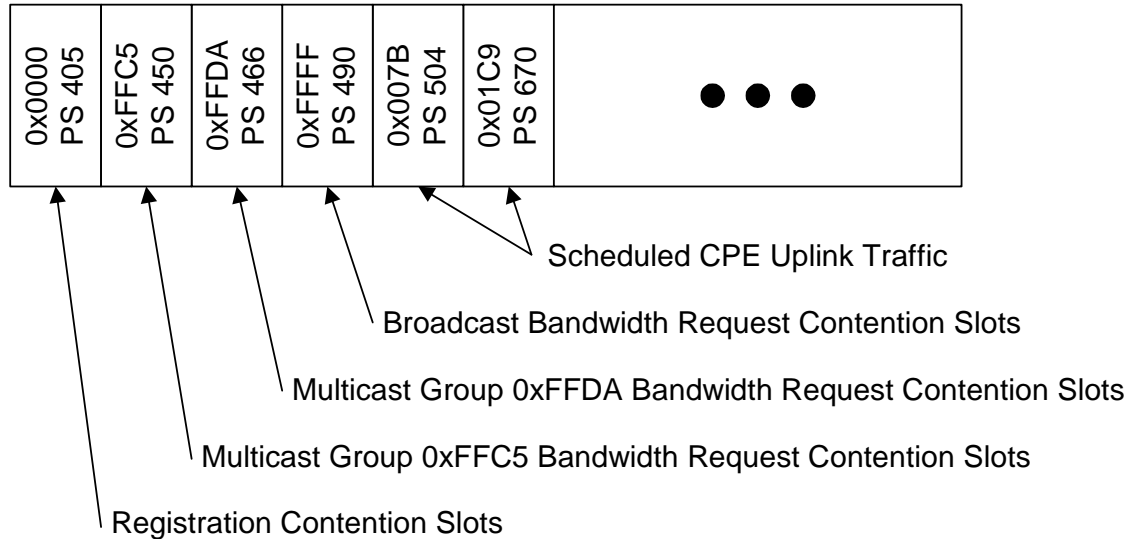 0x0000
PS 405
0xFFC5
PS 450
0xFFDA
PS 466
0xFFFF
PS 490
0x007B
PS 504
0x01C9
PS 670
Scheduled CPE Uplink Traffic
Broadcast Bandwidth Request Contention Slots
Multicast Group 0xFFDA Bandwidth Request Contention Slots
Multicast Group 0xFFC5 Bandwidth Request Contention Slots
Registration Contention Slots